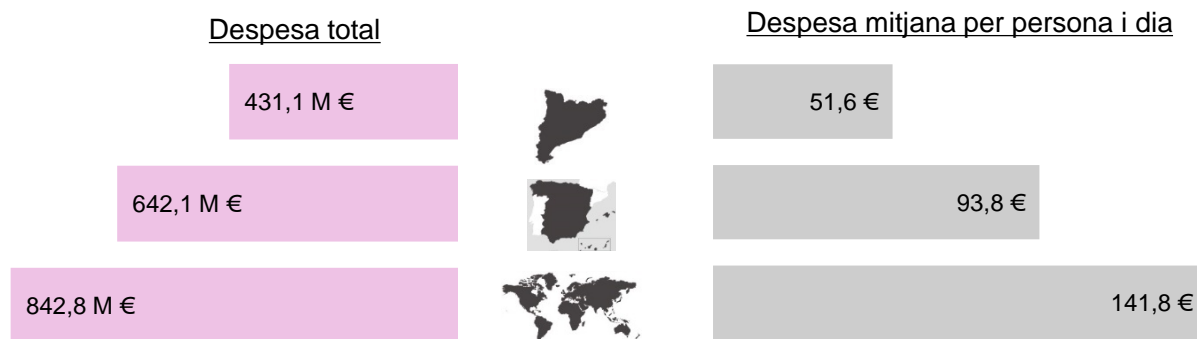 Despesa total
Despesa mitjana per persona i dia
431,1 M €
51,6 €
642,1 M €
93,8 €
842,8 M €
141,8 €